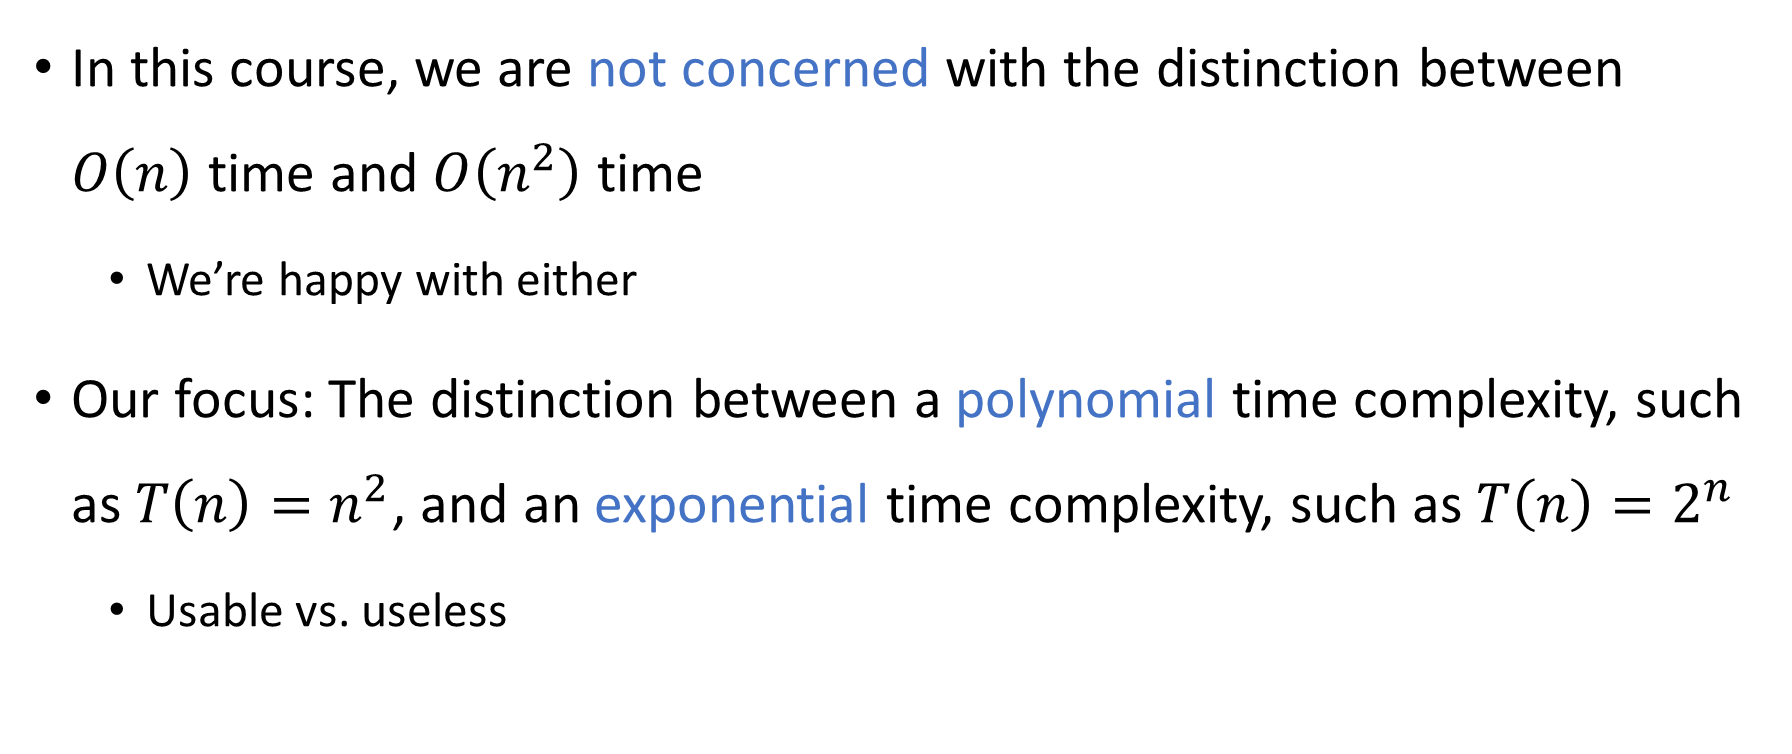 • In this course, we are not concerned with the distinction between
𝑂(𝑛) time and 𝑂(𝑛²) time
• We’re happy with either
• Our focus: The distinction between a polynomial time complexity, such
as 𝑇(𝑛) = 𝑛², and an exponential time complexity, such as 𝑇(𝑛) = 2ⁿ
• Usable vs. useless